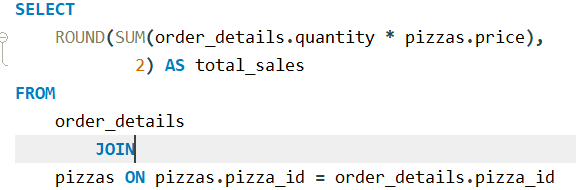 SELECT
ROUND(SUM(order_details.quantity * pizzas.price),
2) AS total_sales
FROM
order_details
JOIN
pizzas ON pizzas.pizza_id = order_details.pizza_id